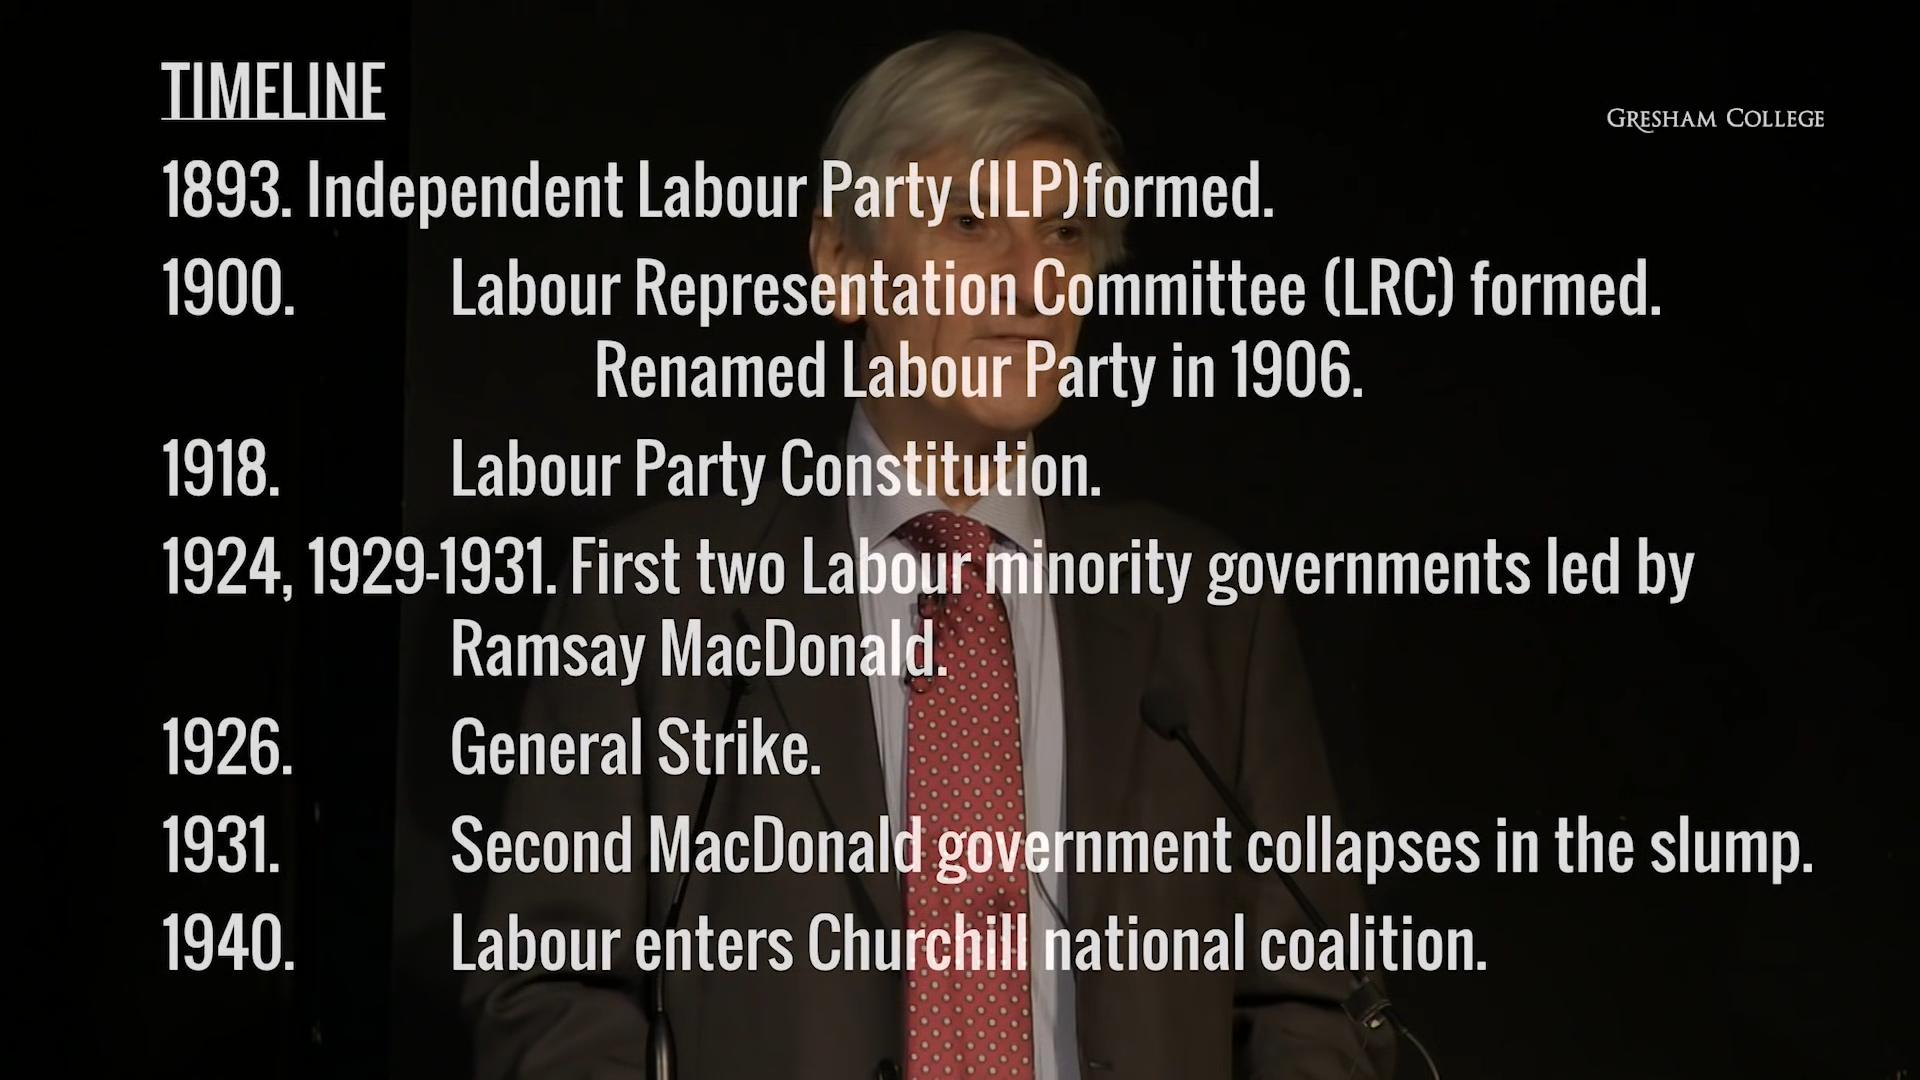 TIMELINE
GRESHAM COLLEGE
1893. Independent Labour Party (ILP)formed.
1900. Labour Representation Committee (LRC) formed.
Renamed Labour Party in 1906.
1918. Labour Party Constitution.
1924, 1929-1931. First two Labour minority governments led by
Ramsay MacDonald.
1926. General Strike.
1931. Second MacDonald government collapses in the slump.
1940. Labour enters Churchill national coalition.